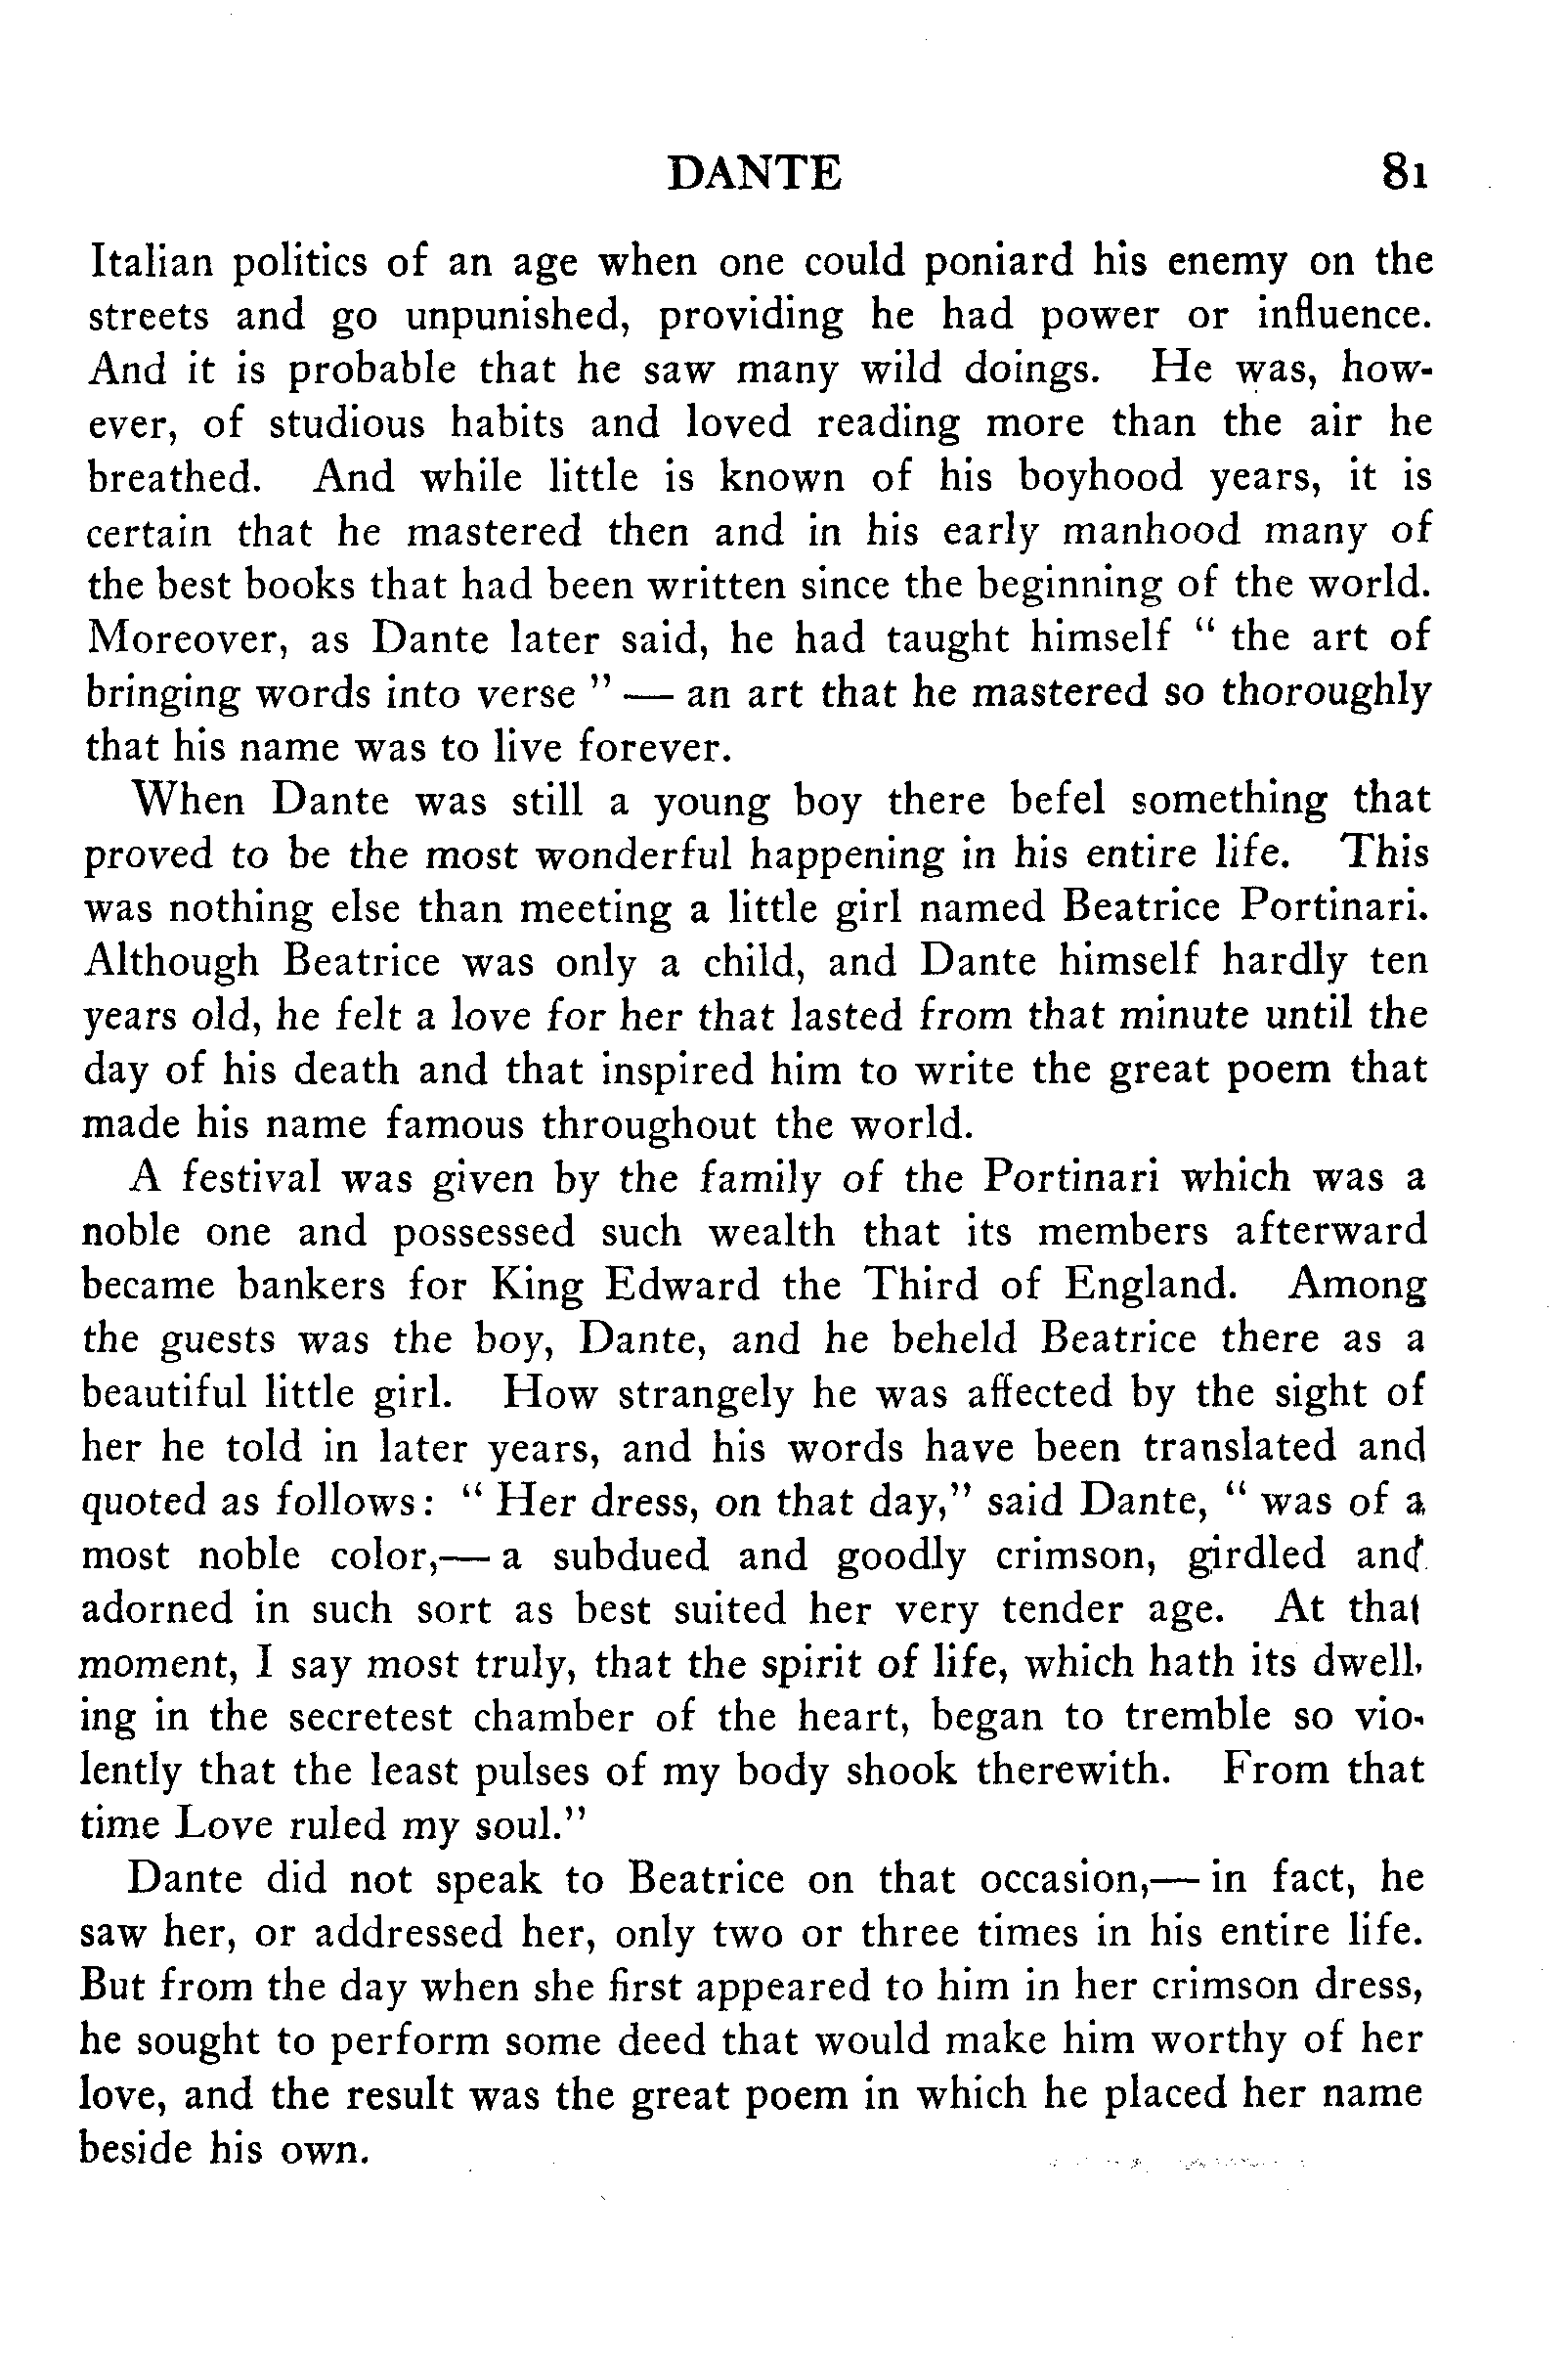 DANTE 81
Italian politics of an age when one could poniard his enemy on the
streets and go unpunished, providing he had power or influence.
And it is probable that he saw many wild doings. He was, how-
ever, of studious habits and loved reading more than the air he
breathed. And while little is known of his boyhood years, it is
certain that he mastered then and in his early manhood many of
the best books that had been written since the beginning of the world.
Moreover, as Dante later said, he had taught himself “ the art of
bringing words into verse ” — an art that he mastered so thoroughly
that his name was to live forever.
When Dante was still a young boy there befel something that
proved to be the most wonderful happening in his entire life. This
was nothing else than meeting a little girl named Beatrice Portinari.
Although Beatrice was only a child, and Dante himself hardly ten
years old, he felt a love for her that lasted from that minute until the
day of his death and that inspired him to write the great poem that
made his name famous throughout the world.
A festival was given by the family of the Portinari which was a
noble one and possessed such wealth that its members afterward
became bankers for King Edward the Third of England. Among
the guests was the boy, Dante, and he beheld Beatrice there as a
beautiful little girl. How strangely he was affected by the sight of
her he told in later years, and his words have been translated and
quoted as follows: “ Her dress, on that day,” said Dante, “ was of a
most noble color,— a subdued and goodly crimson, girdled and
adorned in such sort as best suited her very tender age. At that
moment, I say most truly, that the spirit of life, which hath its dwell-
ing in the secretest chamber of the heart, began to tremble so vio-
lently that the least pulses of my body shook therewith. From that
time Love ruled my soul.”
Dante did not speak to Beatrice on that occasion,— in fact, he
saw her, or addressed her, only two or three times in his entire life.
But from the day when she first appeared to him in her crimson dress,
he sought to perform some deed that would make him worthy of her
love, and the result was the great poem in which he placed her name
beside his own.